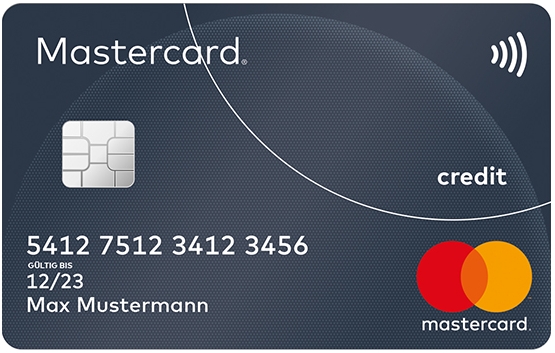 Mastercard®
credit
5412 7512 3412 3456
GÜLTIG BIS
12/23
Max Mustermann
mastercard